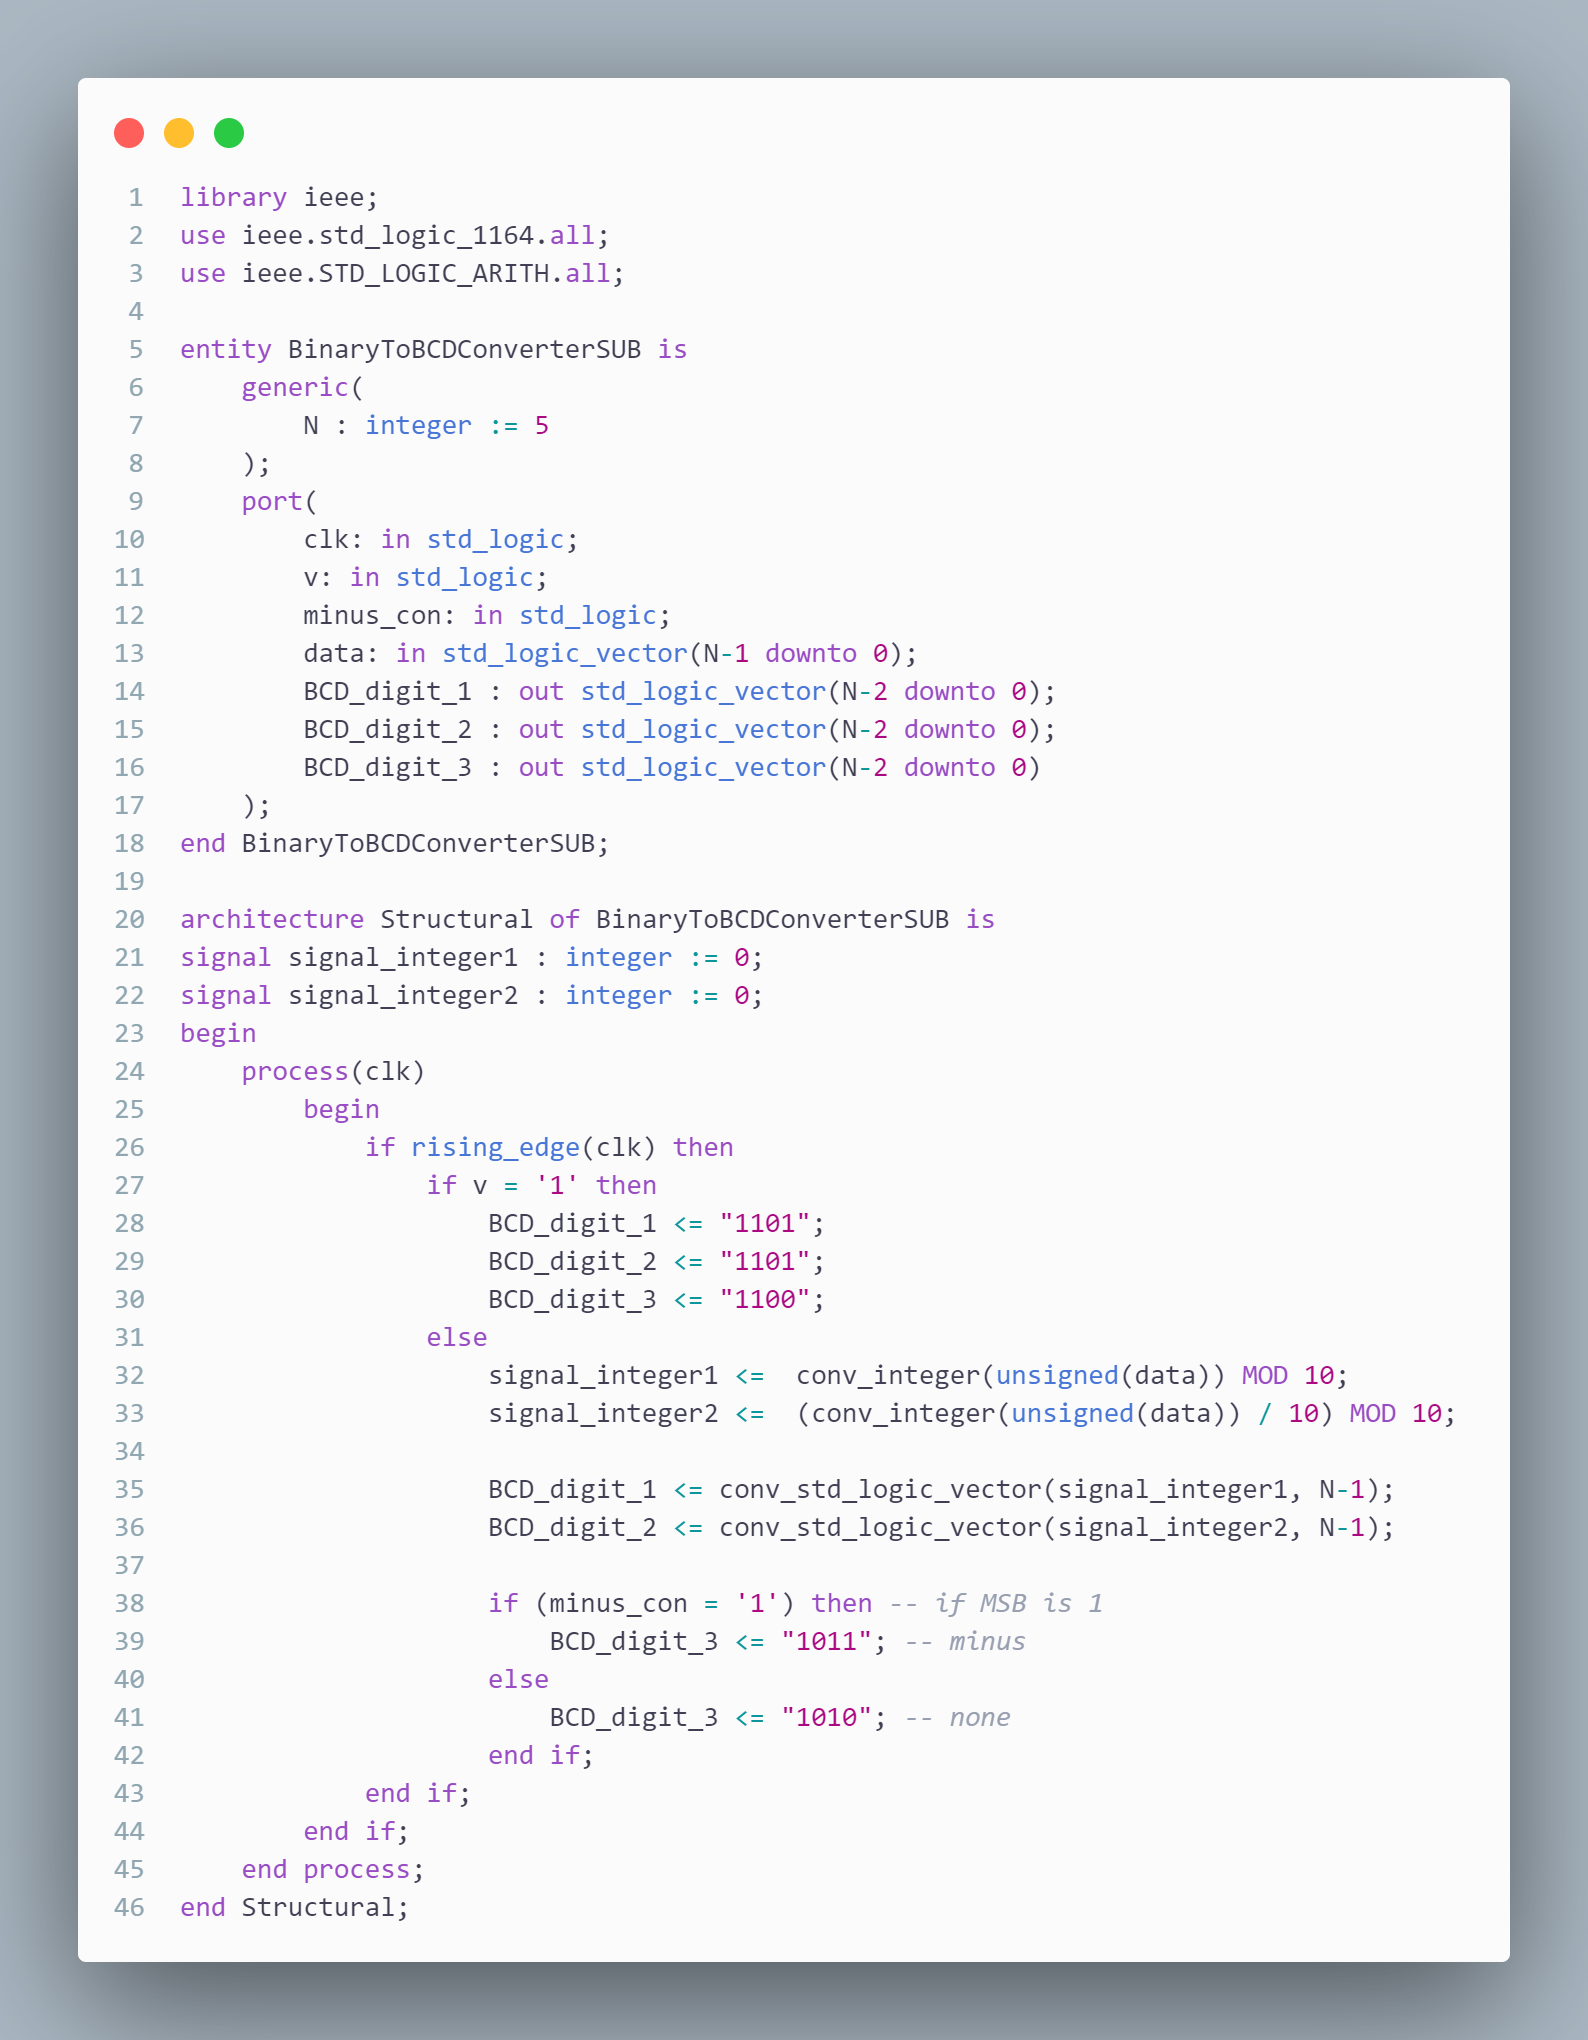 1 library ieee;
2 use ieee.std_logic_1164.all;
3 use ieee.STD_LOGIC_ARITH.all;
4
5 entity BinaryToBCDConverterSUB is
6     generic(
7         N : integer := 5
8     );
9     port(
10         clk: in std_logic;
11         v: in std_logic;
12         minus_con: in std_logic;
13         data: in std_logic_vector(N-1 downto 0);
14         BCD_digit_1 : out std_logic_vector(N-2 downto 0);
15         BCD_digit_2 : out std_logic_vector(N-2 downto 0);
16         BCD_digit_3 : out std_logic_vector(N-2 downto 0)
17     );
18 end BinaryToBCDConverterSUB;
19
20 architecture Structural of BinaryToBCDConverterSUB is
21 signal signal_integer1 : integer := 0;
22 signal signal_integer2 : integer := 0;
23 begin
24     process(clk)
25         begin
26             if rising_edge(clk) then
27                 if v = '1' then
28                     BCD_digit_1 <= "1101";
29                     BCD_digit_2 <= "1101";
30                     BCD_digit_3 <= "1100";
31                 else
32                     signal_integer1 <=  conv_integer(unsigned(data)) MOD 10;
33                     signal_integer2 <=  (conv_integer(unsigned(data)) / 10) MOD 10;
34
35                     BCD_digit_1 <= conv_std_logic_vector(signal_integer1, N-1);
36                     BCD_digit_2 <= conv_std_logic_vector(signal_integer2, N-1);
37
38                     if (minus_con = '1') then -- if MSB is 1
39                         BCD_digit_3 <= "1011"; -- minus
40                     else
41                         BCD_digit_3 <= "1010"; -- none
42                     end if;
43             end if;
44         end if;
45     end process;
46 end Structural;